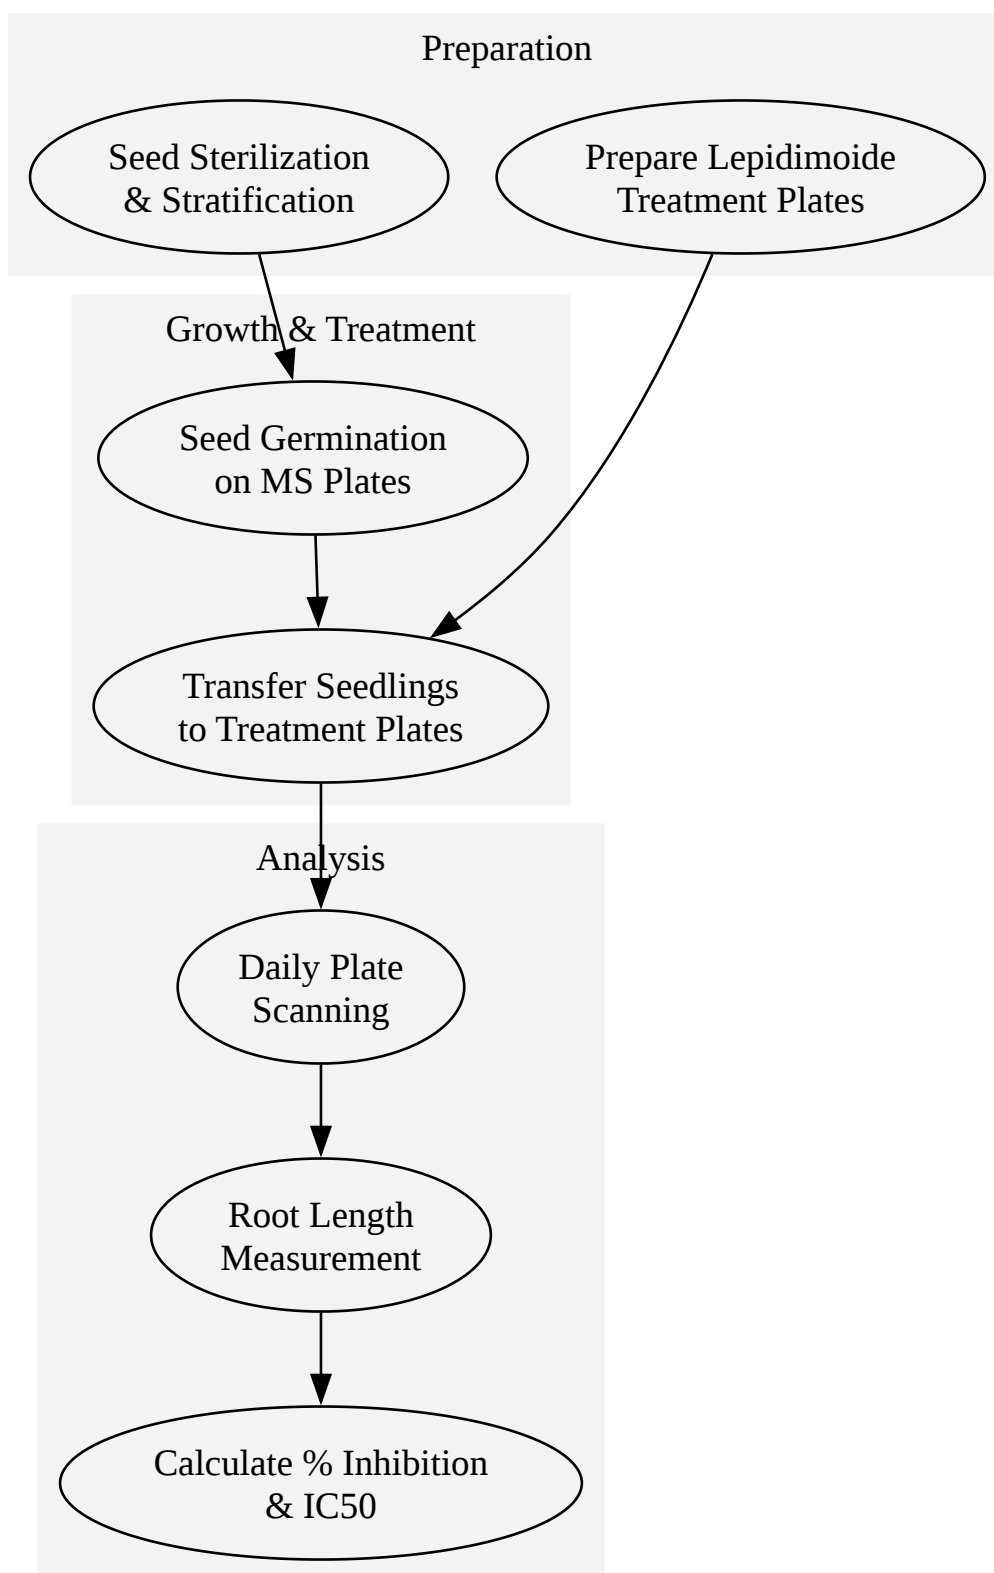 Preparation
Seed Sterilization
& Stratification
Prepare Lepidimoide
Treatment Plates
Growth & Treatment
Seed Germination
on MS Plates
Transfer Seedlings
to Treatment Plates
Analysis
Daily Plate
Scanning
Root Length
Measurement
Calculate % Inhibition
& IC50